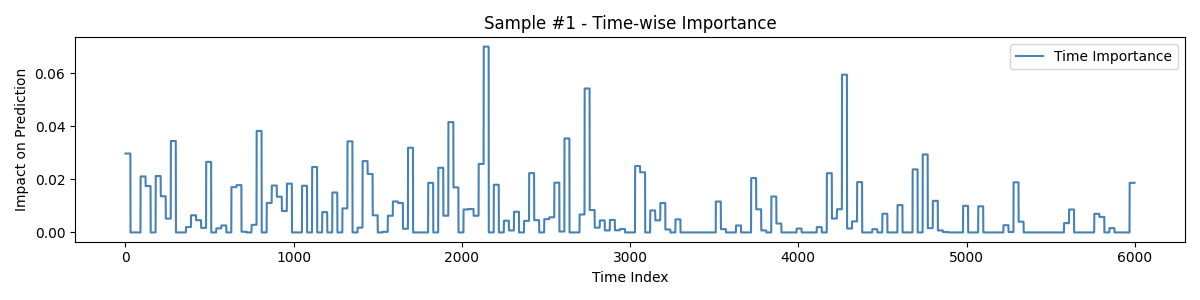 Sample #1 - Time-wise Importance
Time Importance
Impact on Prediction
0.06
0.04
0.02
0.00
0 1000 2000 3000 4000 5000 6000
Time Index